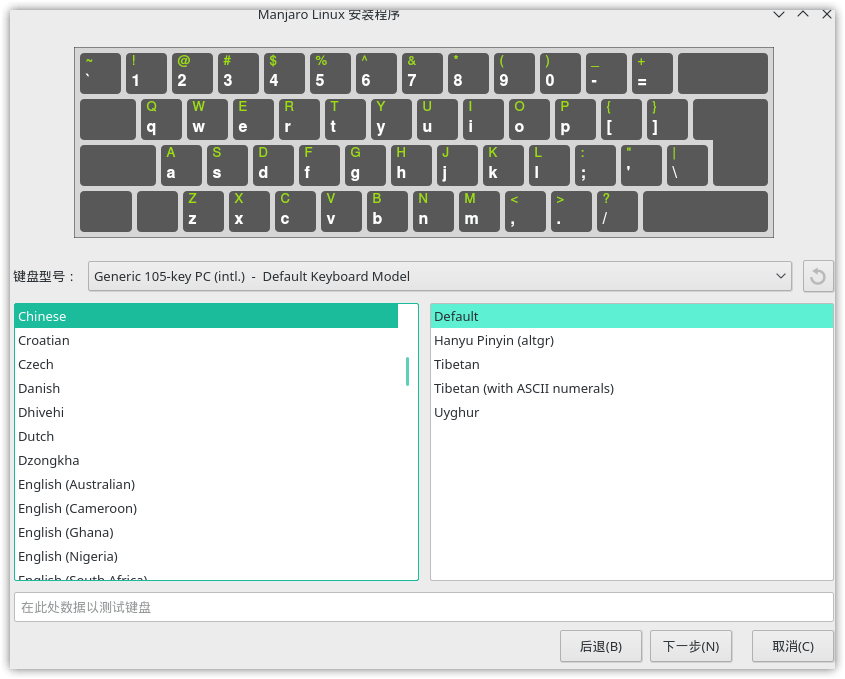 Manjaro Linux 安装程序
~ ! @ # $ % ^ & * ( ) _ +
` 1 2 3 4 5 6 7 8 9 0 - =
Q W E R T Y U I O P { }
q w e r t y u i o p [ ]
A S D F G H J K L : " |
a s d f g h j k l ; ' \
Z X C V B N M < > ?
z x c v b n m , . /
键盘型号： Generic 105-key PC (intl.) - Default Keyboard Model
Chinese
Croatian
Czech
Danish
Dhivehi
Dutch
Dzongkha
English (Australian)
English (Cameroon)
English (Ghana)
English (Nigeria)
English (South Africa)
Default
Hanyu Pinyin (altgr)
Tibetan
Tibetan (with ASCII numerals)
Uyghur
在此处数据以测试键盘
后退(B) 下一步(N) 取消(C)